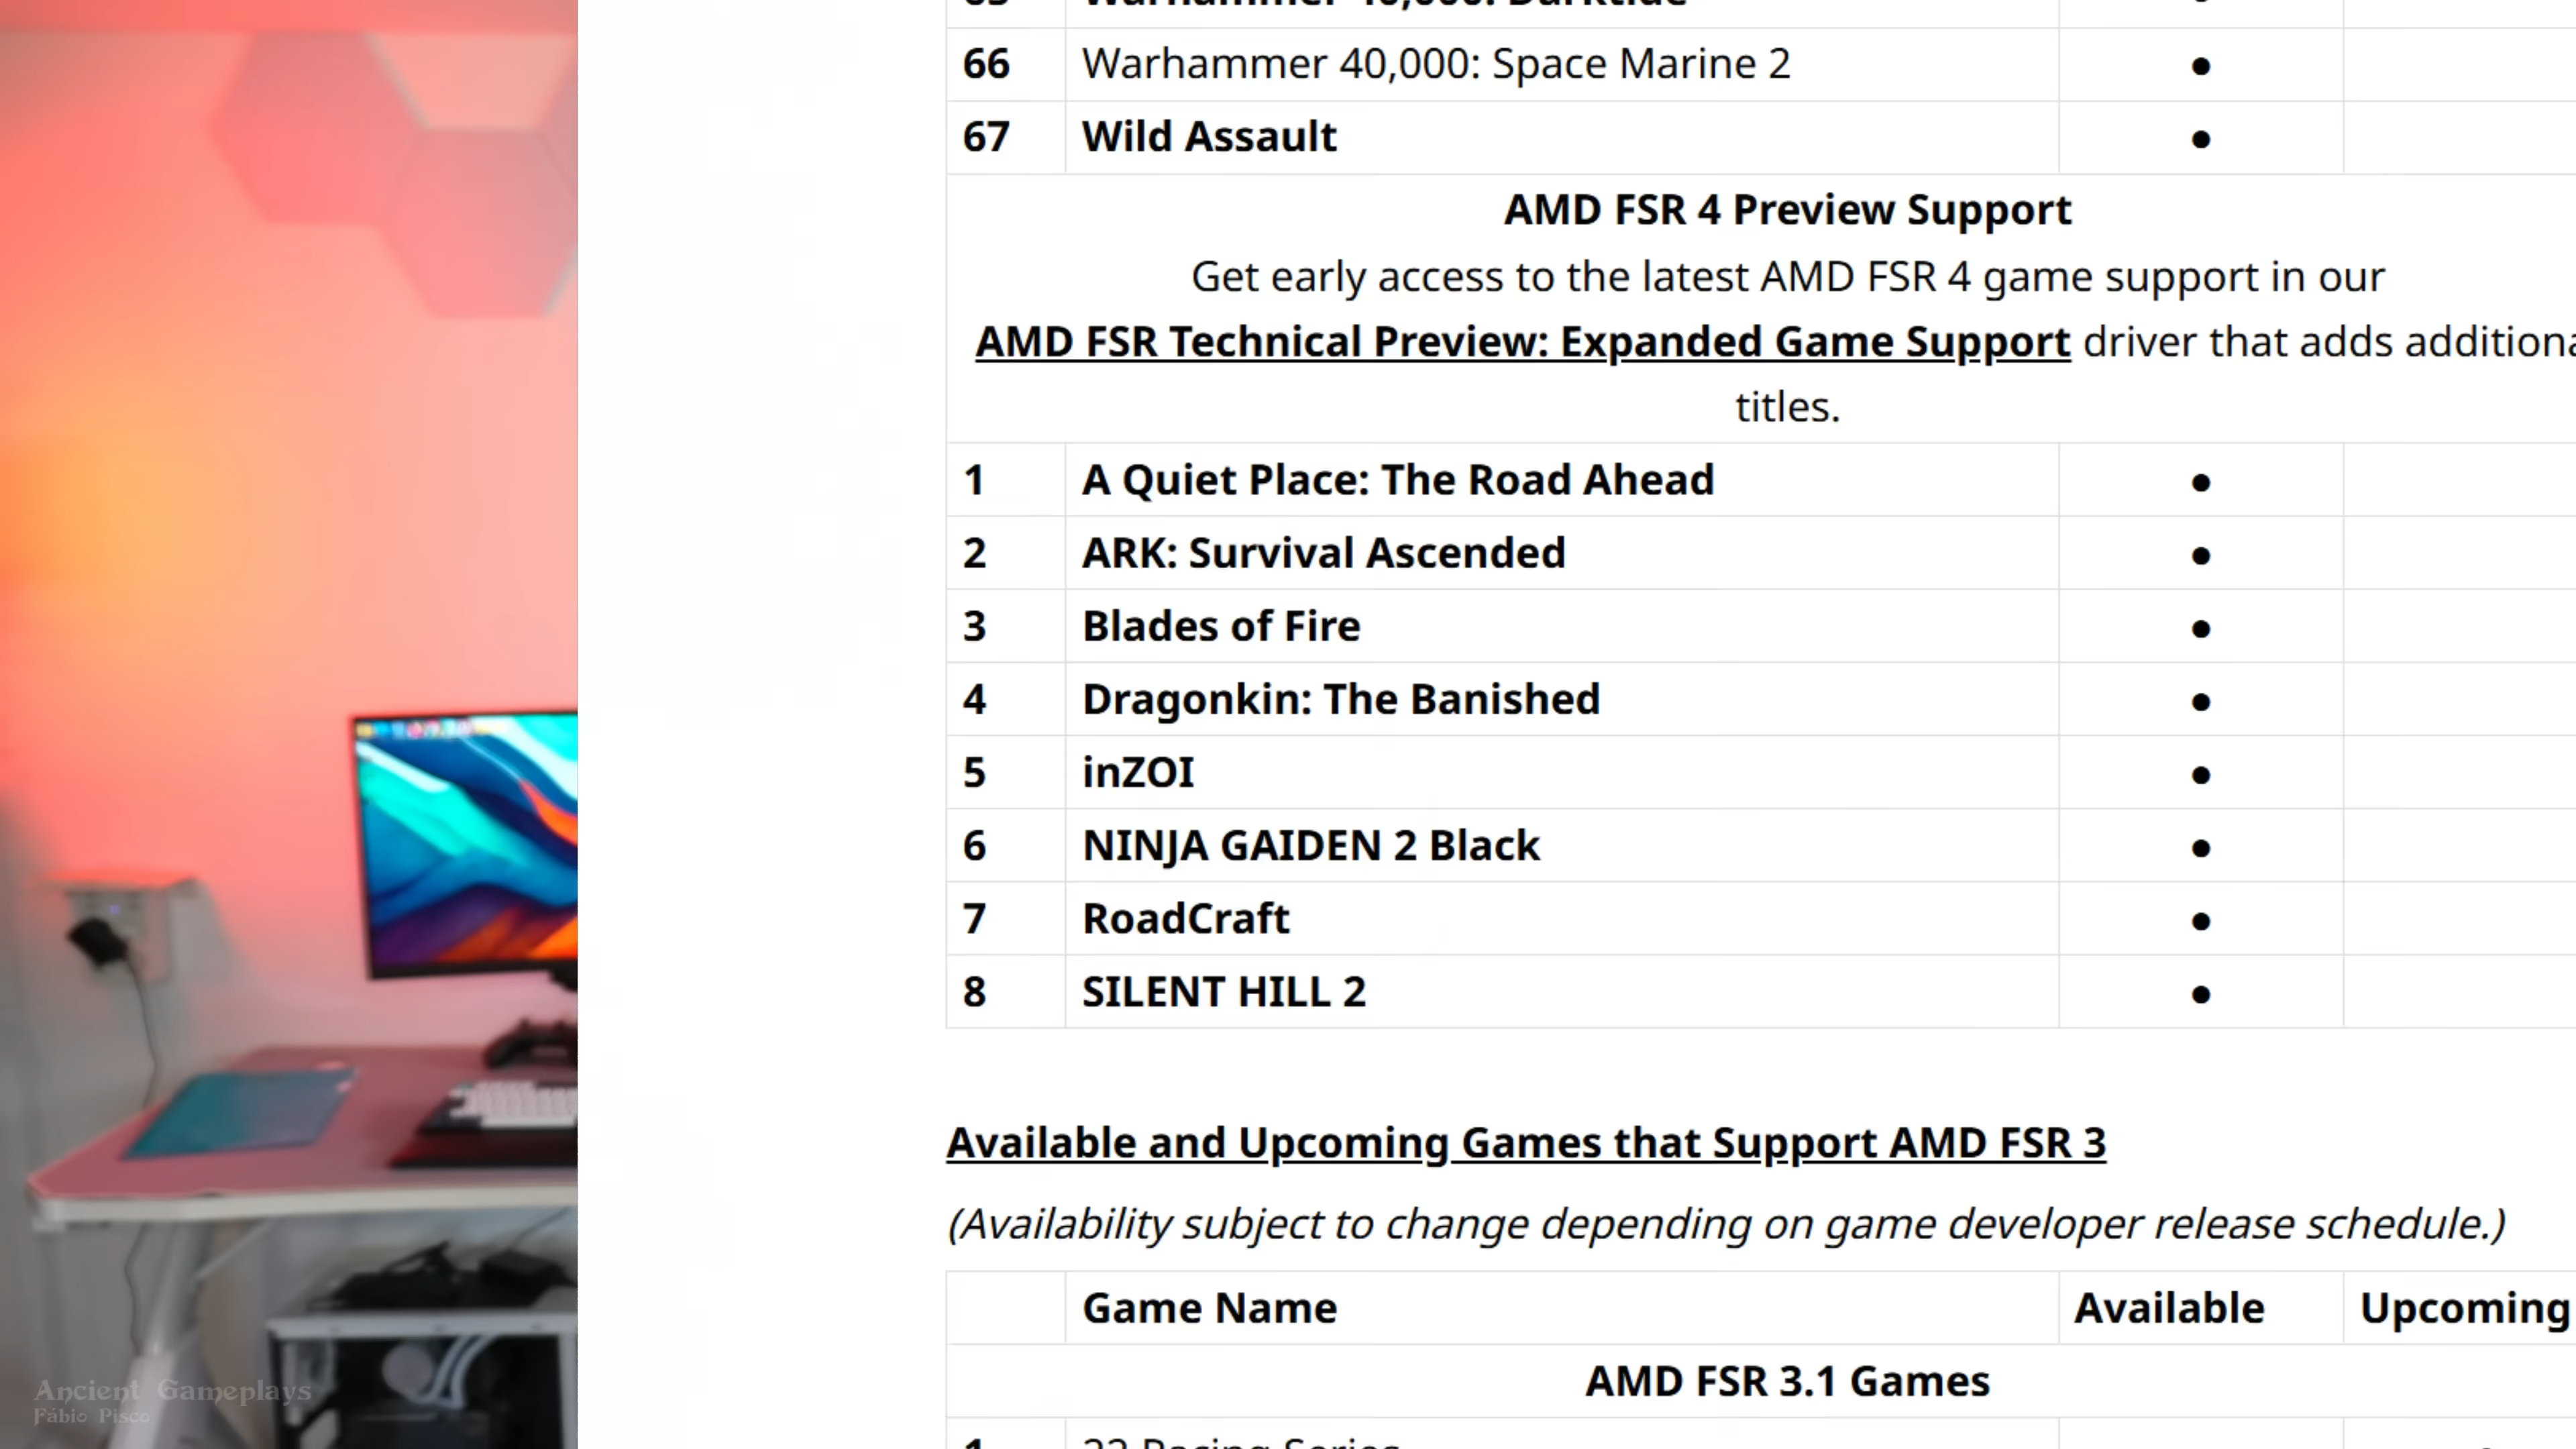 66 Warhammer 40,000: Space Marine 2 ●
67 Wild Assault ●
AMD FSR 4 Preview Support
Get early access to the latest AMD FSR 4 game support in our
AMD FSR Technical Preview: Expanded Game Support driver that adds
titles.
1 A Quiet Place: The Road Ahead ●
2 ARK: Survival Ascended ●
3 Blades of Fire ●
4 Dragonkin: The Banished ●
5 inZOI ●
6 NINJA GAIDEN 2 Black ●
7 RoadCraft ●
8 SILENT HILL 2 ●
Available and Upcoming Games that Support AMD FSR 3
(Availability subject to change depending on game developer release schedule.)
Game Name Available Upcoming
AMD FSR 3.1 Games
Ancient Gameplays
Fábio Pisco